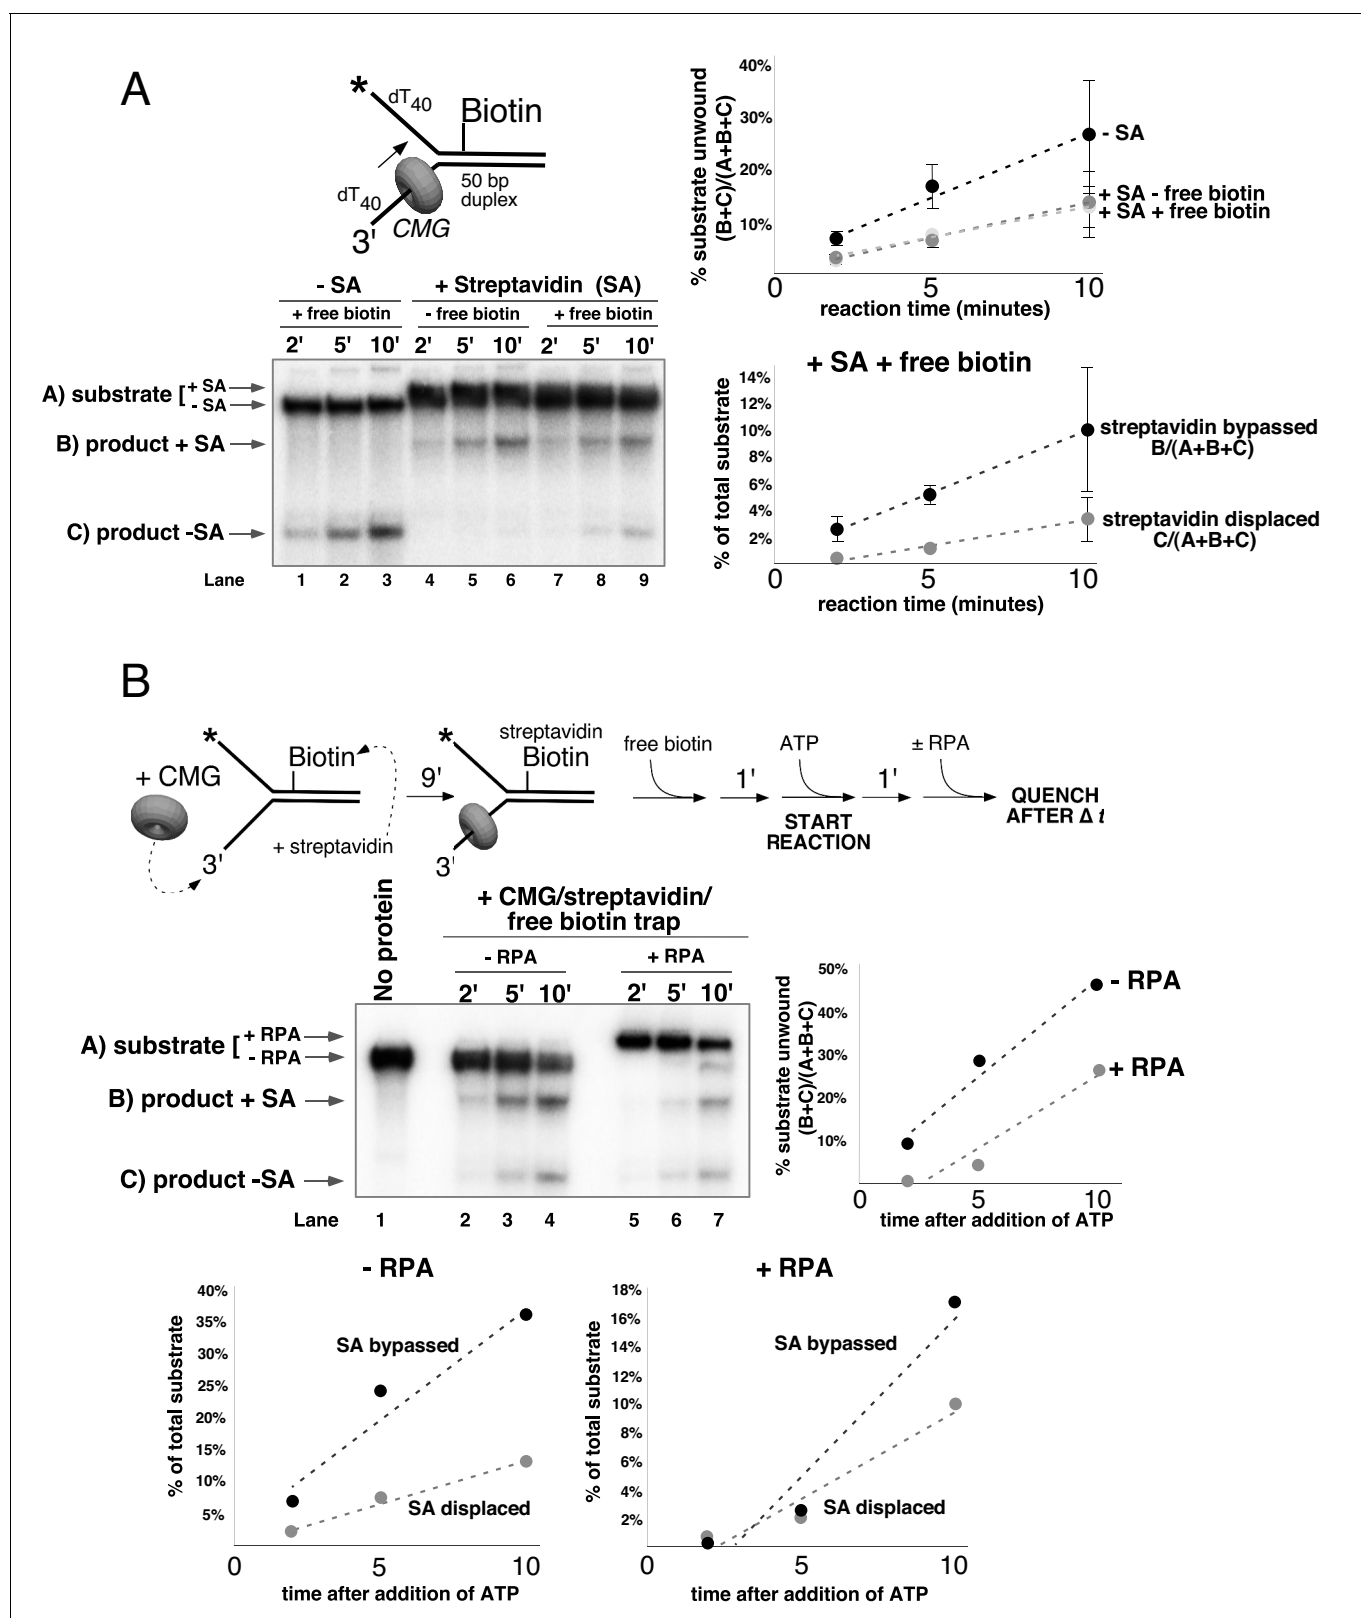 A
*
dT40
Biotin
dT40
50 bp
duplex
3'
CMG
- SA
+ Streptavidin (SA)
+ free biotin
- free biotin
+ free biotin
2' 5' 10' 2' 5' 10' 2' 5' 10'
A) substrate [
+ SA
- SA
B) product + SA
C) product -SA
Lane 1 2 3 4 5 6 7 8 9
% substrate unwound
(B+C)/(A+B+C)
40%
30%
20%
10%
- SA
+ SA - free biotin
+ SA + free biotin
0 5 10
reaction time (minutes)
+ SA + free biotin
% of total substrate
14%
12%
10%
8%
6%
4%
2%
streptavidin bypassed
B/(A+B+C)
streptavidin displaced
C/(A+B+C)
0 5 10
reaction time (minutes)
B
*
+ CMG
Biotin
3'
+ streptavidin
9'
*
streptavidin
Biotin
3'
free biotin
1'
ATP
START
REACTION
1'
± RPA
QUENCH
AFTER Δ t
No protein
+ CMG/streptavidin/
free biotin trap
- RPA
+ RPA
2' 5' 10' 2' 5' 10'
A) substrate [
+ RPA
- RPA
B) product + SA
C) product -SA
Lane 1 2 3 4 5 6 7
% substrate unwound
(B+C)/(A+B+C)
50%
40%
30%
20%
10%
- RPA
+ RPA
0 5 10
time after addition of ATP
- RPA
% of total substrate
40%
35%
30%
25%
20%
15%
10%
5%
SA bypassed
SA displaced
0 5 10
time after addition of ATP
+ RPA
% of total substrate
18%
16%
14%
12%
10%
8%
6%
4%
2%
SA bypassed
SA displaced
0 5 10
time after addition of ATP